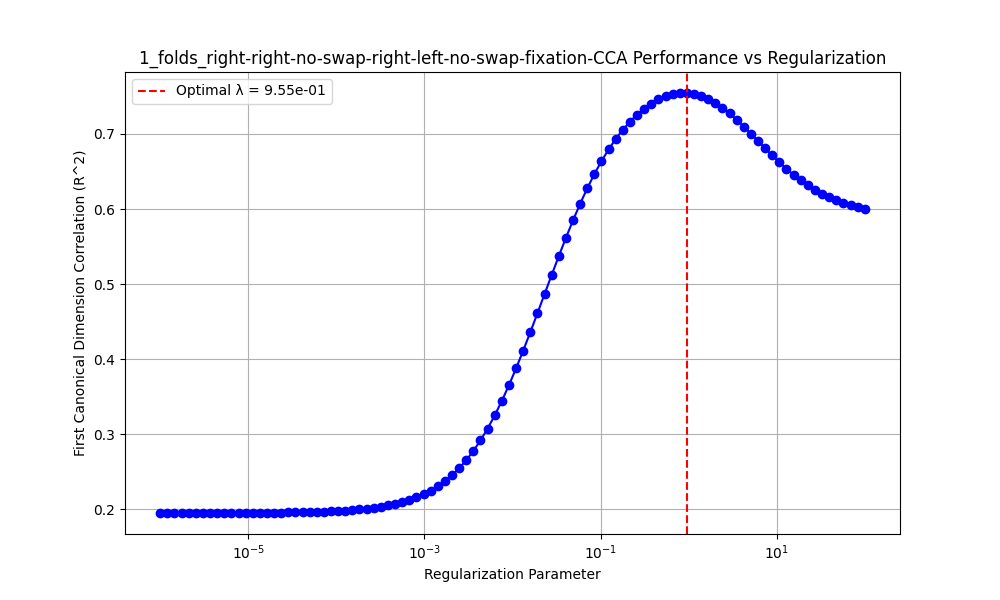 1_folds_right-right-no-swap-right-left-no-swap-fixation-CCA Performance vs Regularization
Optimal λ = 9.55e-01
First Canonical Dimension Correlation (R^2)
0.7
0.6
0.5
0.4
0.3
0.2
10⁻⁵ 10⁻³ 10⁻¹ 10¹
Regularization Parameter